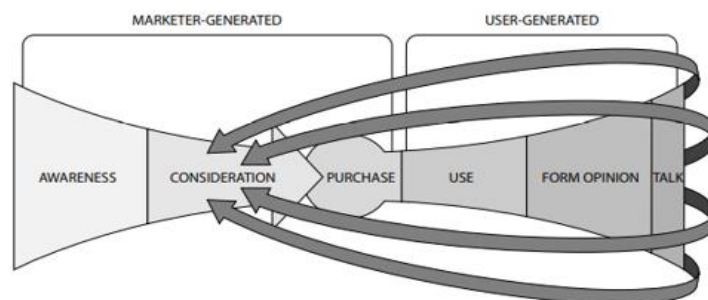 MARKETER-GENERATED
USER-GENERATED
AWARENESS
CONSIDERATION
PURCHASE
USE
FORM OPINION
TALK